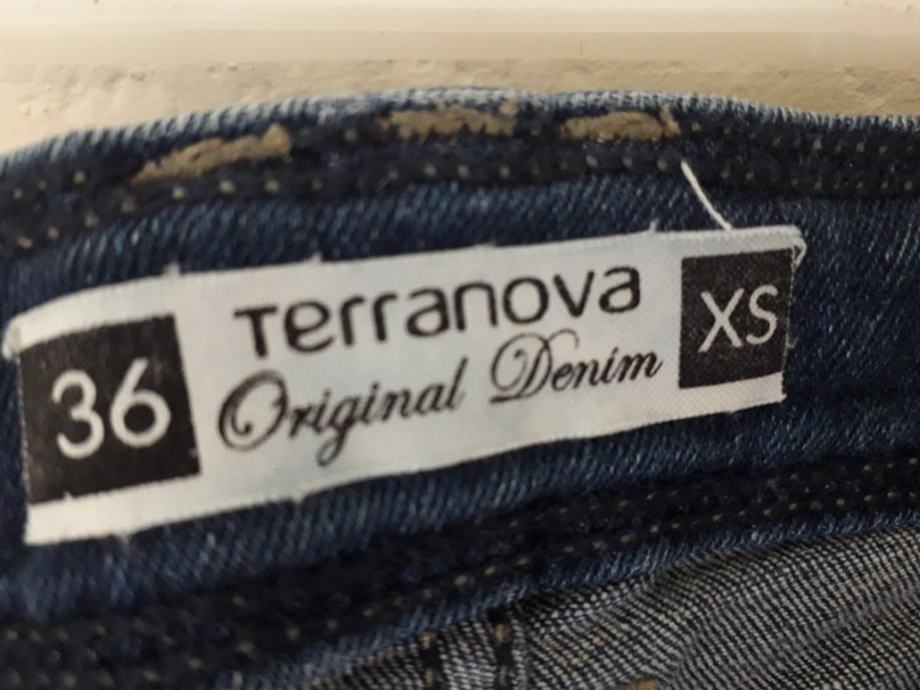 36
Terranova
Original Denim
XS